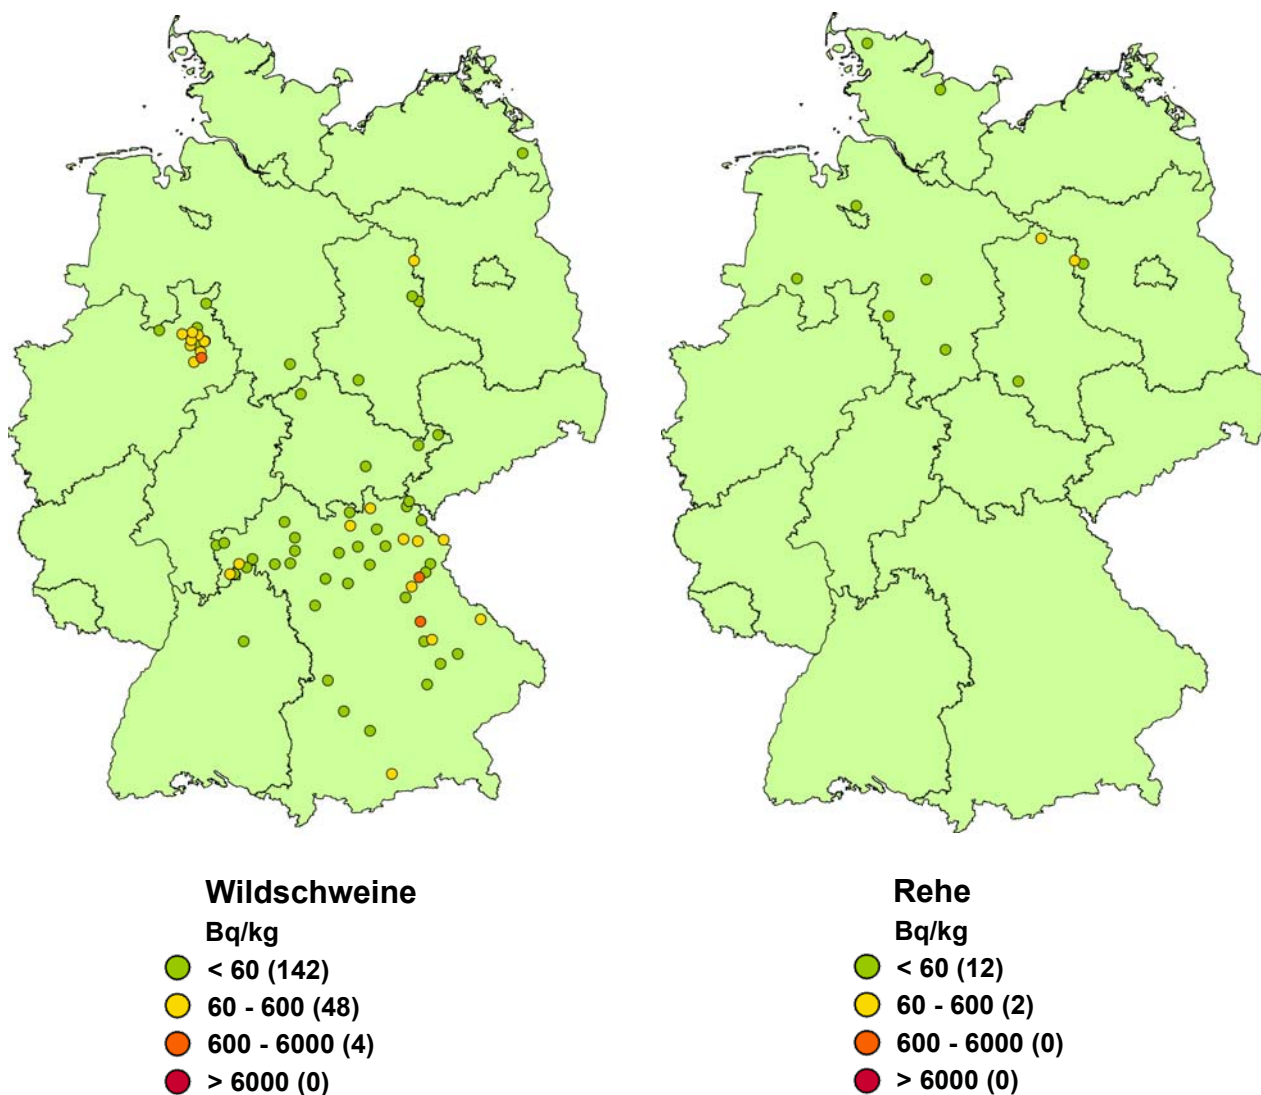 Wildschweine
Bq/kg
< 60 (142)
60 - 600 (48)
600 - 6000 (4)
> 6000 (0)
Rehe
Bq/kg
< 60 (12)
60 - 600 (2)
600 - 6000 (0)
> 6000 (0)